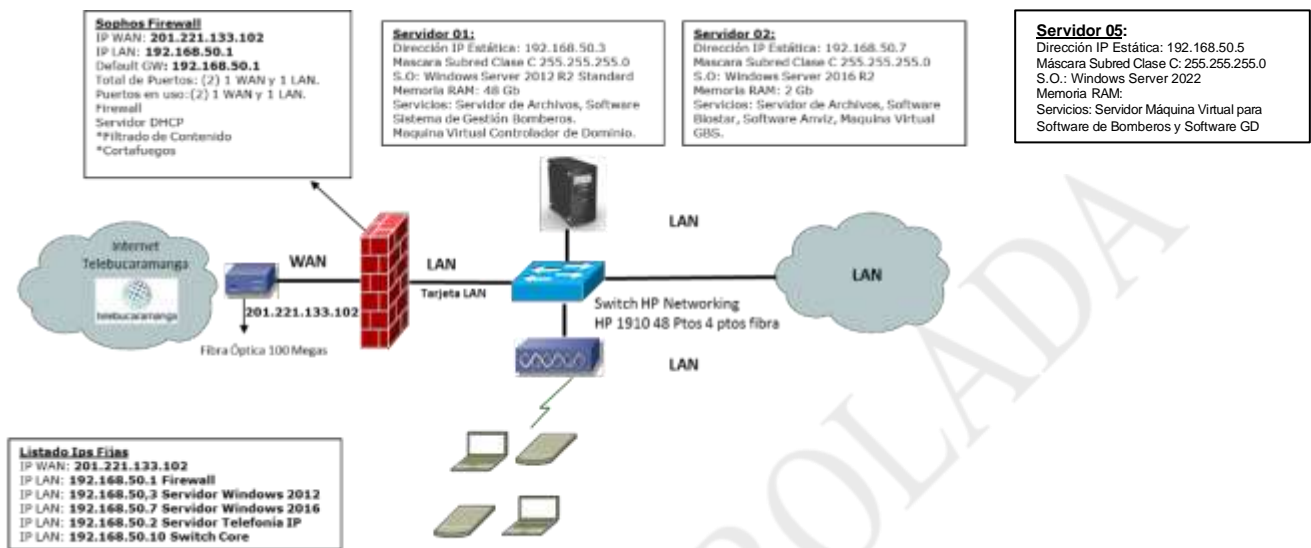 Sophos Firewall
IP WAN: 201.221.133.102
IP LAN: 192.168.50.1
Default GW: 192.168.50.1
Total de Puertos: (2) 1 WAN y 1 LAN.
Puertos en uso:(2) 1 WAN y 1 LAN.
Firewall
Servidor DHCP
*Filtrado de Contenido
*Cortafuegos
Servidor 01:
Dirección IP Estática: 192.168.50.3
Mascara Subred Clase C 255.255.255.0
S.O: Windows Server 2012 R2 Standard
Memoria RAM: 48 Gb
Servicios: Servidor de Archivos, Software
Sistema de Gestión Bomberos.
Maquina Virtual Controlador de Dominio.
Servidor 02:
Dirección IP Estática: 192.168.50.7
Mascara Subred Clase C 255.255.255.0
S.O: Windows Server 2016 R2
Memoria RAM: 2 Gb
Servicios: Servidor de Archivos, Software
Biostar, Software Anviz, Maquina Virtual
GBS.
Servidor 05:
Dirección IP Estática: 192.168.50.5
Máscara Subred Clase C: 255.255.255.0
S.O.: Windows Server 2022
Memoria RAM:
Servicios: Servidor Máquina Virtual para
Software de Bomberos y Software GD
Internet
Telebucaramanga
telebucaramanga
WAN
201.221.133.102
Fibra Óptica 100 Megas
LAN
Tarjeta LAN
LAN
LAN
Switch HP Networking
HP 1910 48 Ptos 4 ptos fibra
LAN
Listado Ips Fijas
IP WAN: 201.221.133.102
IP LAN: 192.168.50.1 Firewall
IP LAN: 192.168.50,3 Servidor Windows 2012
IP LAN: 192.168.50.7 Servidor Windows 2016
IP LAN: 192.168.50.2 Servidor Telefonia IP
IP LAN: 192.168.50.10 Switch Core
ROLADA